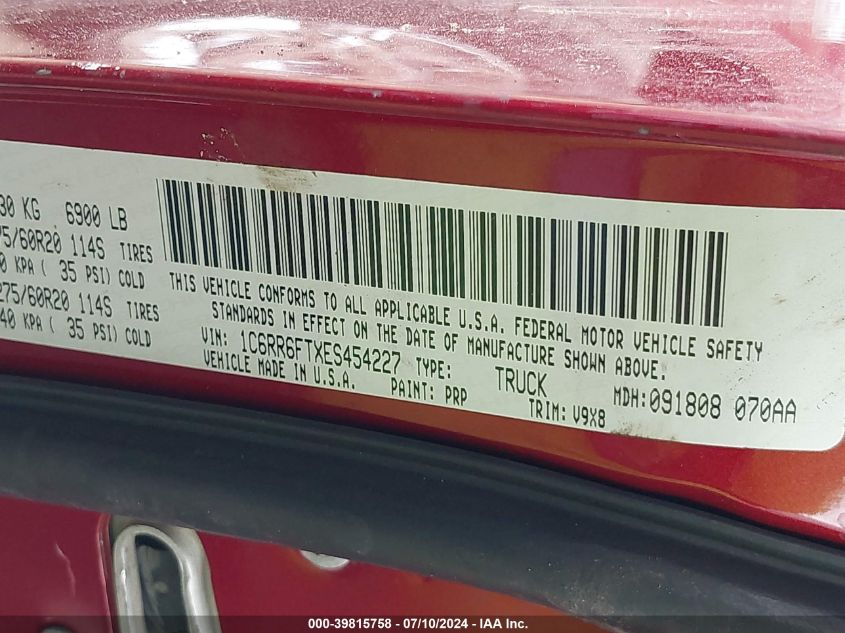 30 KG 6900 LB
75/60R20 114S TIRES
0 KPA ( 35 PSI) COLD
275/60R20 114S TIRES
40 KPA ( 35 PSI) COLD
THIS VEHICLE CONFORMS TO ALL APPLICABLE U.S.A. FEDERAL MOTOR VEHICLE SAFETY
STANDARDS IN EFFECT ON THE DATE OF MANUFACTURE SHOWN ABOVE.
VIN: 1C6RR6FTXES454227 TYPE: TRUCK MDH:091808 070AA
VEHICLE MADE IN U.S.A. PAINT: PRP TRIM: V9X8
000-39815758 - 07/10/2024 - IAA Inc.